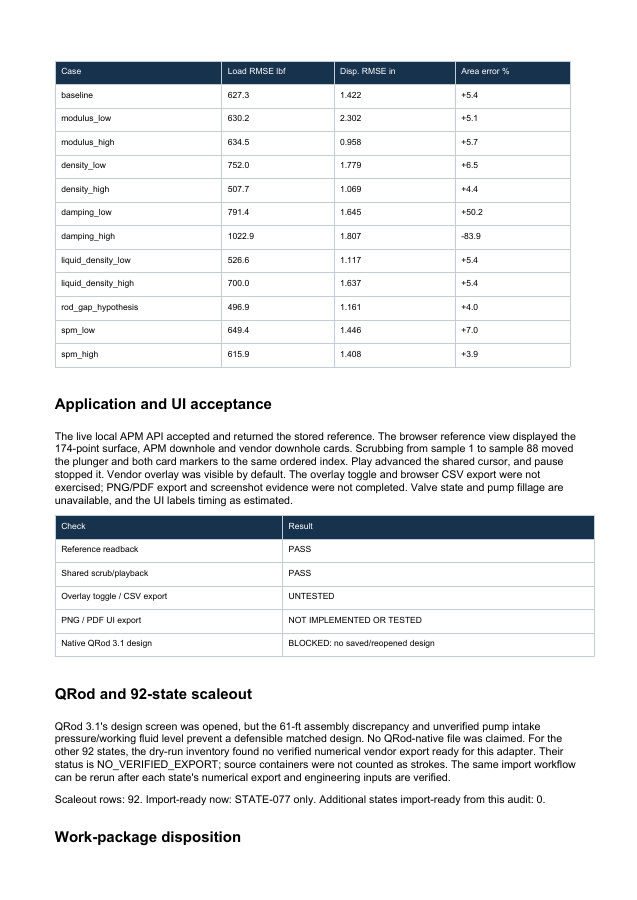 Case Load RMSE lbf Disp. RMSE in Area error %
baseline 627.3 1.422 +5.4
modulus_low 630.2 2.302 +5.1
modulus_high 634.5 0.958 +5.7
density_low 752.0 1.779 +6.5
density_high 507.7 1.069 +4.4
damping_low 791.4 1.645 +50.2
damping_high 1022.9 1.807 -83.9
liquid_density_low 526.6 1.117 +5.4
liquid_density_high 700.0 1.637 +5.4
rod_gap_hypothesis 496.9 1.161 +4.0
spm_low 649.4 1.446 +7.0
spm_high 615.9 1.408 +3.9
Application and UI acceptance
The live local APM API accepted and returned the stored reference. The browser reference view displayed the
174-point surface, APM downhole and vendor downhole cards. Scrubbing from sample 1 to sample 88 moved
the plunger and both card markers to the same ordered index. Play advanced the shared cursor, and pause
stopped it. Vendor overlay was visible by default. The overlay toggle and browser CSV export were not
exercised; PNG/PDF export and screenshot evidence were not completed. Valve state and pump fillage are
unavailable, and the UI labels timing as estimated.
Check Result
Reference readback PASS
Shared scrub/playback PASS
Overlay toggle / CSV export UNTESTED
PNG / PDF UI export NOT IMPLEMENTED OR TESTED
Native QRod 3.1 design BLOCKED: no saved/reopened design
QRod and 92-state scaleout
QRod 3.1's design screen was opened, but the 61-ft assembly discrepancy and unverified pump intake
pressure/working fluid level prevent a defensible matched design. No QRod-native file was claimed. For the
other 92 states, the dry-run inventory found no verified numerical vendor export ready for this adapter. Their
status is NO_VERIFIED_EXPORT; source containers were not counted as strokes. The same import workflow
can be rerun after each state's numerical export and engineering inputs are verified.
Scaleout rows: 92. Import-ready now: STATE-077 only. Additional states import-ready from this audit: 0.
Work-package disposition